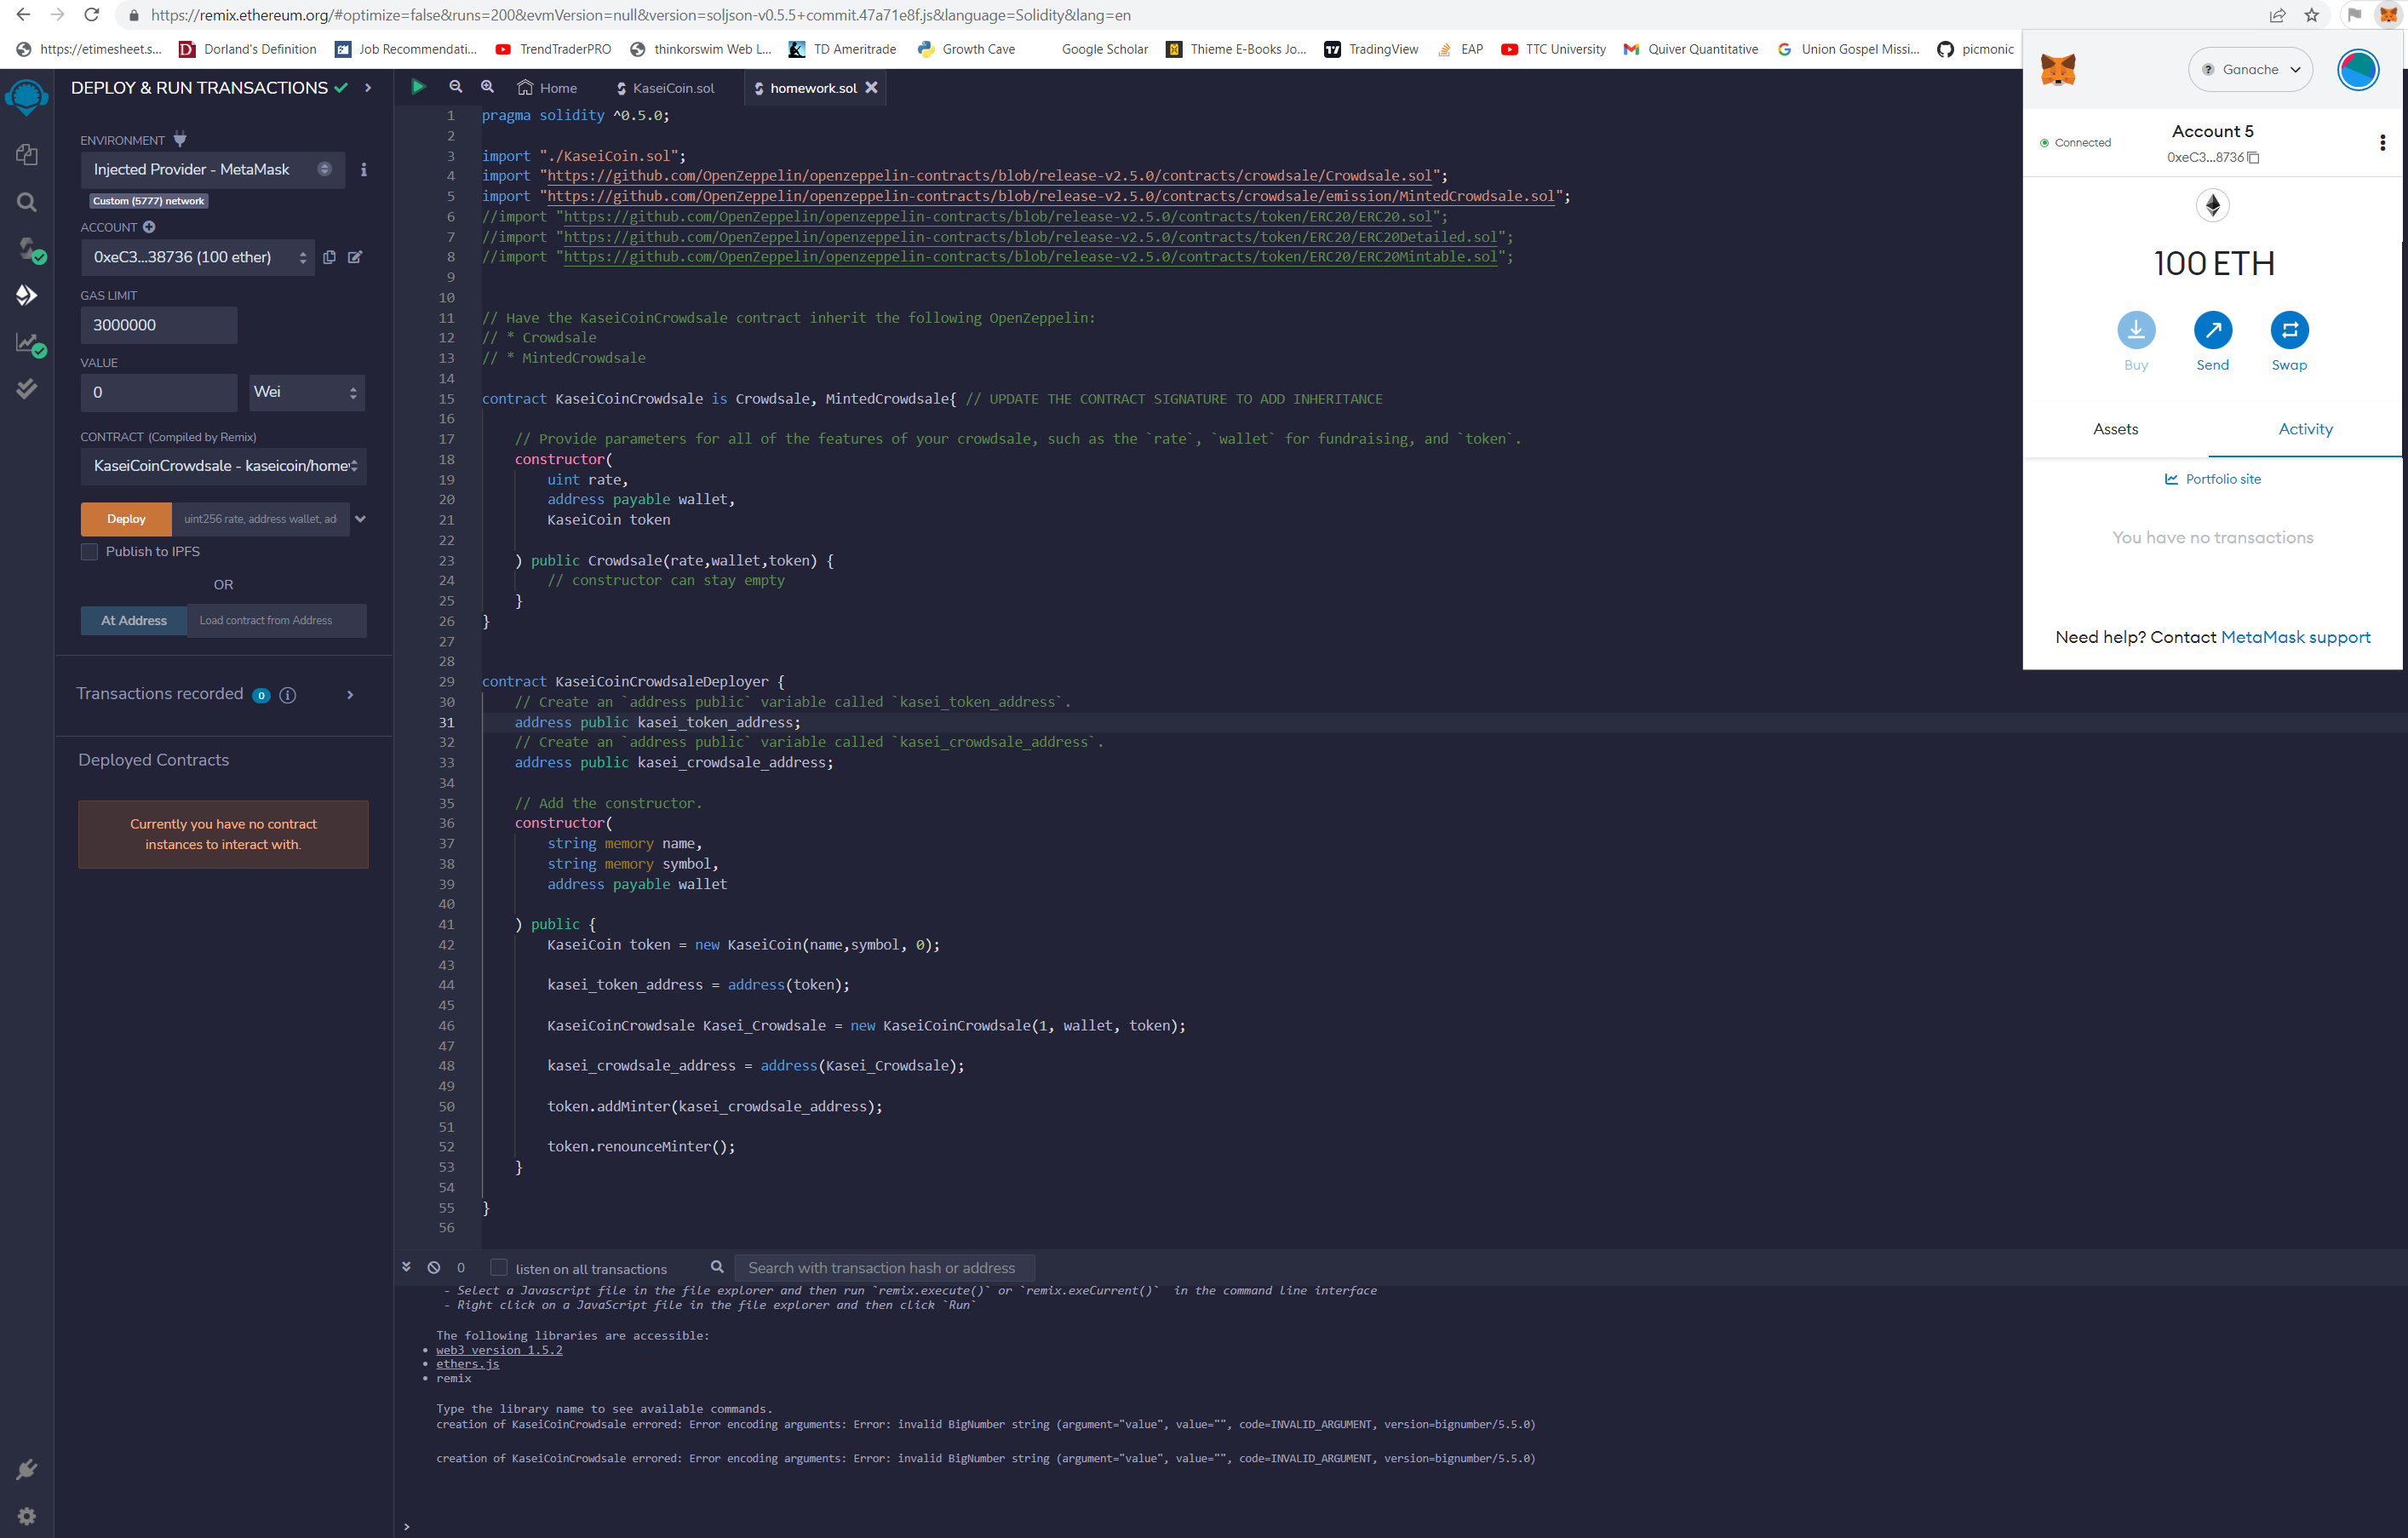 https://remix.ethereum.org/#optimize=false&runs=200&evmVersion=null&version=soljson-v0.5.5+commit.47a71e8f.js&language=Solidity&lang=en
https://etimesheet.s... Dorland's Definition Job Recommendati... TrendTraderPRO thinkorswim Web L... TD Ameritrade Growth Cave Google Scholar Thieme E-Books Jo... TradingView EAP TTC University Quiver Quantitative Union Gospel Missi... picmonic
DEPLOY & RUN TRANSACTIONS
ENVIRONMENT
Injected Provider - MetaMask
Custom (5777) network
ACCOUNT
0xeC3...38736 (100 ether)
GAS LIMIT
3000000
VALUE
0 Wei
CONTRACT (Compiled by Remix)
KaseiCoinCrowdsale - kaseicoin/homew
Deploy uint256 rate, address wallet, ad
Publish to IPFS
OR
At Address Load contract from Address
Transactions recorded 0
Deployed Contracts
Currently you have no contract
instances to interact with.
Home KaseiCoin.sol homework.sol
1 pragma solidity ^0.5.0;
2
3 import "./KaseiCoin.sol";
4 import "https://github.com/OpenZeppelin/openzeppelin-contracts/blob/release-v2.5.0/contracts/crowdsale/Crowdsale.sol";
5 import "https://github.com/OpenZeppelin/openzeppelin-contracts/blob/release-v2.5.0/contracts/crowdsale/emission/MintedCrowdsale.sol";
6 //import "https://github.com/OpenZeppelin/openzeppelin-contracts/blob/release-v2.5.0/contracts/token/ERC20/ERC20.sol";
7 //import "https://github.com/OpenZeppelin/openzeppelin-contracts/blob/release-v2.5.0/contracts/token/ERC20/ERC20Detailed.sol";
8 //import "https://github.com/OpenZeppelin/openzeppelin-contracts/blob/release-v2.5.0/contracts/token/ERC20/ERC20Mintable.sol";
9
10
11 // Have the KaseiCoinCrowdsale contract inherit the following OpenZeppelin:
12 // * Crowdsale
13 // * MintedCrowdsale
14
15 contract KaseiCoinCrowdsale is Crowdsale, MintedCrowdsale{ // UPDATE THE CONTRACT SIGNATURE TO ADD INHERITANCE
16
17 // Provide parameters for all of the features of your crowdsale, such as the `rate`, `wallet` for fundraising, and `token`.
18 constructor(
19 uint rate,
20 address payable wallet,
21 KaseiCoin token
22
23 ) public Crowdsale(rate,wallet,token) {
24 // constructor can stay empty
25 }
26 }
27
28
29 contract KaseiCoinCrowdsaleDeployer {
30 // Create an `address public` variable called `kasei_token_address`.
31 address public kasei_token_address;
32 // Create an `address public` variable called `kasei_crowdsale_address`.
33 address public kasei_crowdsale_address;
34
35 // Add the constructor.
36 constructor(
37 string memory name,
38 string memory symbol,
39 address payable wallet
40
41 ) public {
42 KaseiCoin token = new KaseiCoin(name,symbol, 0);
43
44 kasei_token_address = address(token);
45
46 KaseiCoinCrowdsale Kasei_Crowdsale = new KaseiCoinCrowdsale(1, wallet, token);
47
48 kasei_crowdsale_address = address(Kasei_Crowdsale);
49
50 token.addMinter(kasei_crowdsale_address);
51
52 token.renounceMinter();
53 }
54
55 }
56
0 listen on all transactions Search with transaction hash or address
- Select a Javascript file in the file explorer and then run `remix.execute()` or `remix.exeCurrent()` in the command line interface
- Right click on a JavaScript file in the file explorer and then click `Run`
The following libraries are accessible:
• web3 version 1.5.2
• ethers.js
• remix
Type the library name to see available commands.
creation of KaseiCoinCrowdsale errored: Error encoding arguments: Error: invalid BigNumber string (argument="value", value="", code=INVALID_ARGUMENT, version=bignumber/5.5.0)
creation of KaseiCoinCrowdsale errored: Error encoding arguments: Error: invalid BigNumber string (argument="value", value="", code=INVALID_ARGUMENT, version=bignumber/5.5.0)
>
Ganache
Connected
Account 5
0xeC3...8736
100 ETH
Buy Send Swap
Assets Activity
Portfolio site
You have no transactions
Need help? Contact MetaMask support